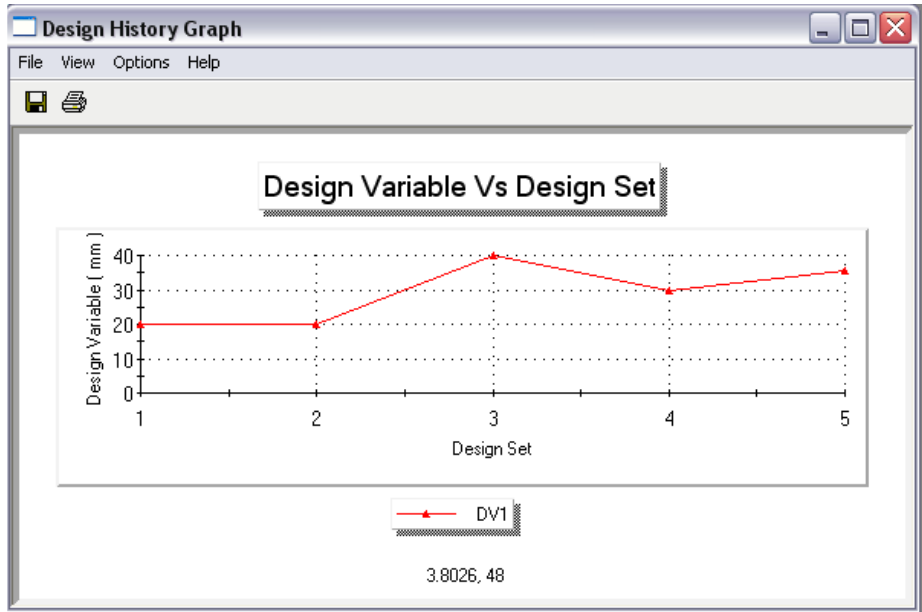 Design History Graph
File View Options Help
Design Variable Vs Design Set
Design Variable ( mm )
40
30
20
10
0
1 2 3 4 5
Design Set
DV1
3.8026, 48